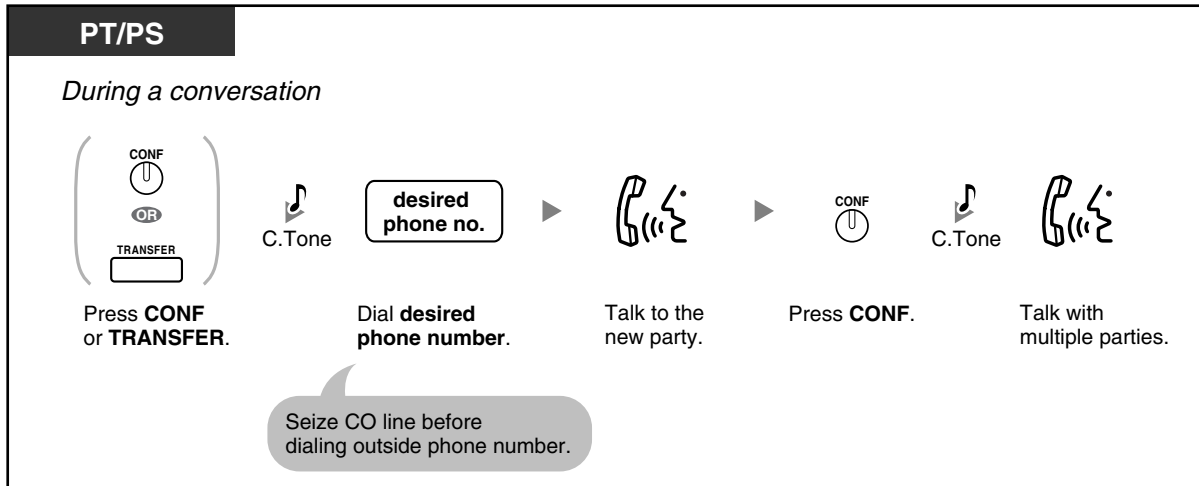 PT/PS
During a conversation
CONF
OR
TRANSFER
C.Tone
desired
phone no.
CONF
C.Tone
Press CONF
or TRANSFER.
Dial desired
phone number.
Talk to the
new party.
Press CONF.
Talk with
multiple parties.
Seize CO line before
dialing outside phone number.